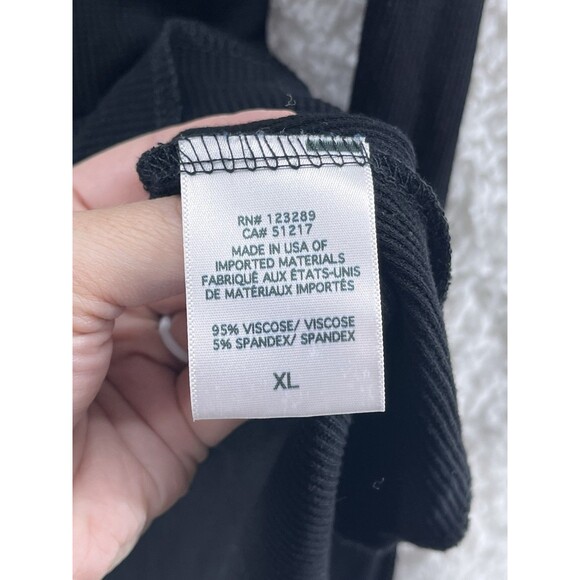 RN# 123289
CA# 51217
MADE IN USA OF
IMPORTED MATERIALS
FABRIQUÉ AUX ÉTATS-UNIS
DE MATÉRIAUX IMPORTÉS
95% VISCOSE/ VISCOSE
5% SPANDEX/ SPANDEX
XL